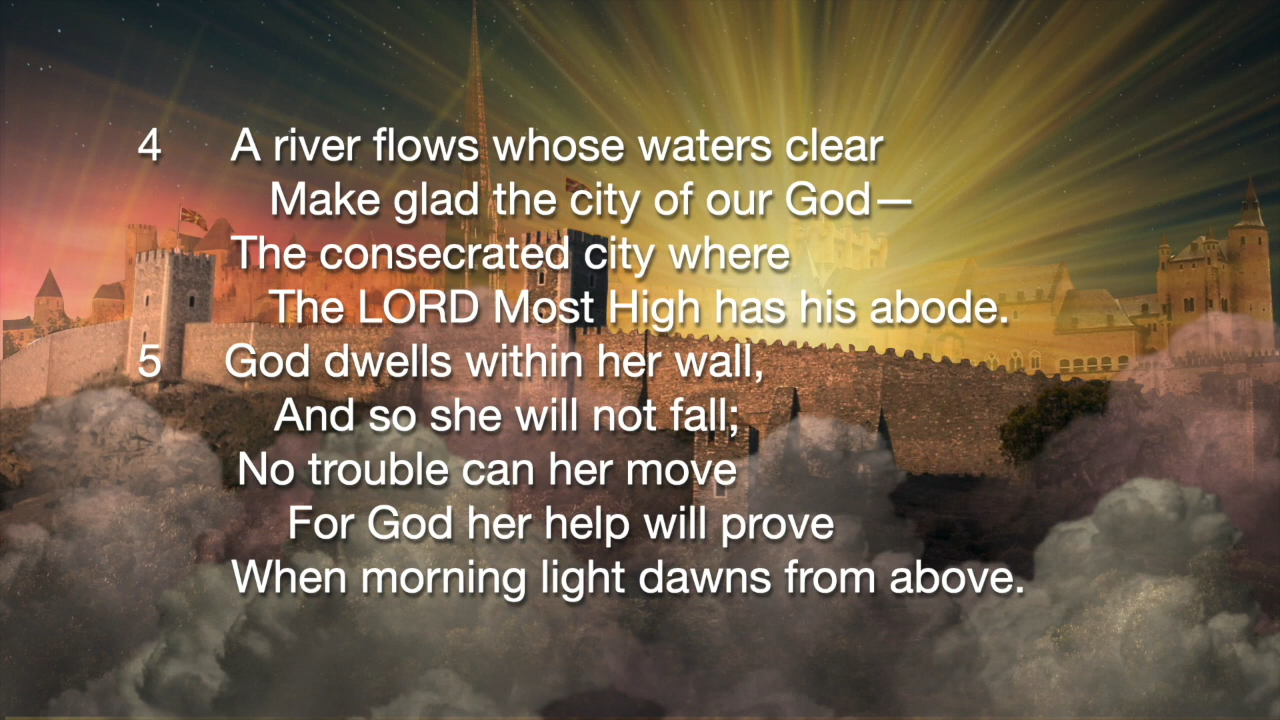 4 A river flows whose waters clear
Make glad the city of our God—
The consecrated city where
The LORD Most High has his abode.
5 God dwells within her wall,
And so she will not fall;
No trouble can her move
For God her help will prove
When morning light dawns from above.